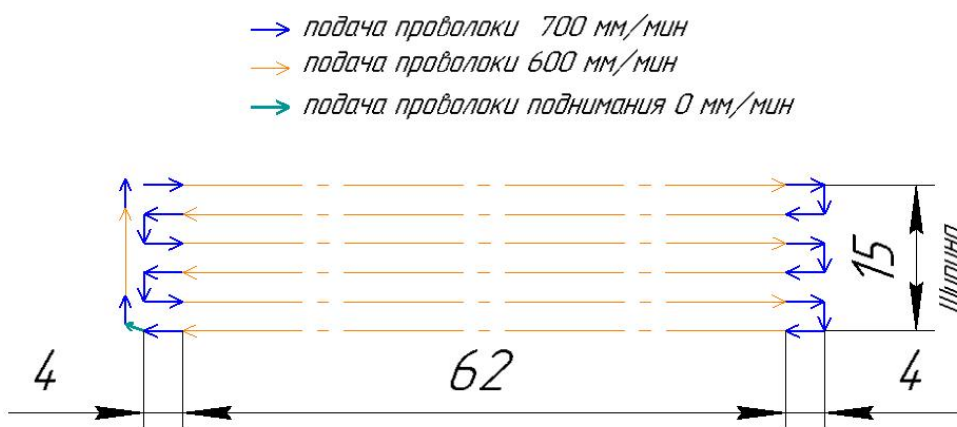 подача проволоки 700 мм/мин
подача проволоки 600 мм/мин
подача проволоки поднимания 0 мм/мин
15
4
62
4